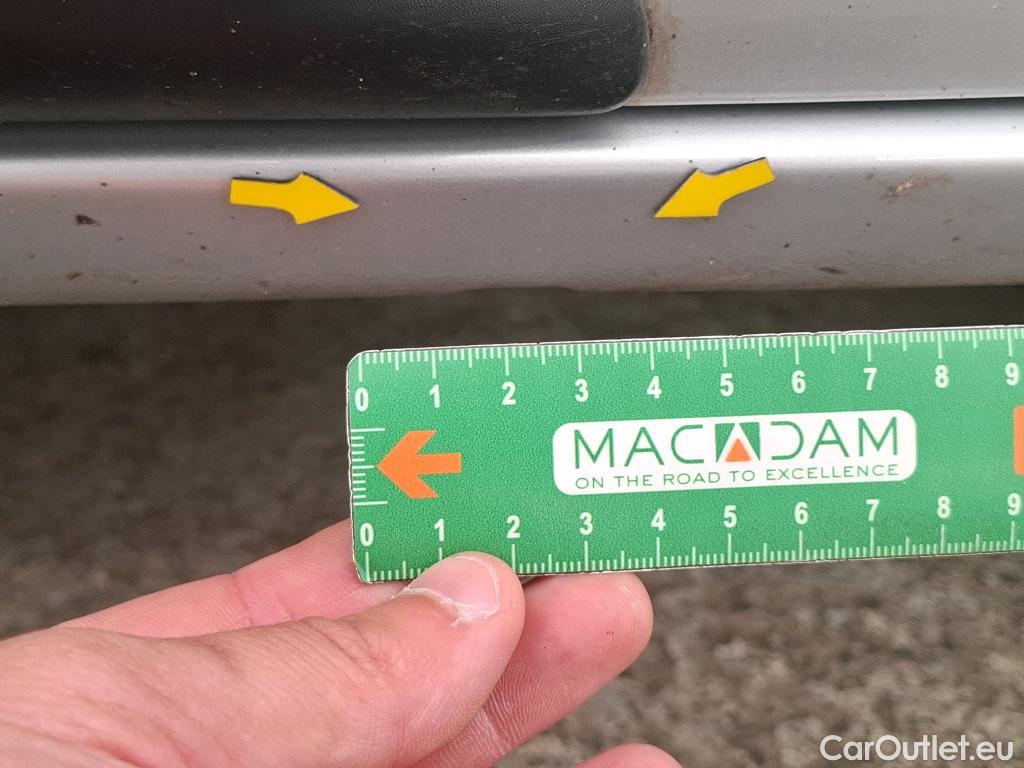 0 1 2 3 4 5 6 7 8 9
MACADAM
ON THE ROAD TO EXCELLENCE
0 1 2 3 4 5 6 7 8 9
CarOutlet.eu